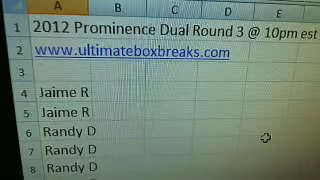 A B C D E
1 2012 Prominence Dual Round 3 @ 10pm est
2 www.ultimateboxbreaks.com
3
4 Jaime R
5 Jaime R
6 Randy D
7 Randy D
8 Randy D